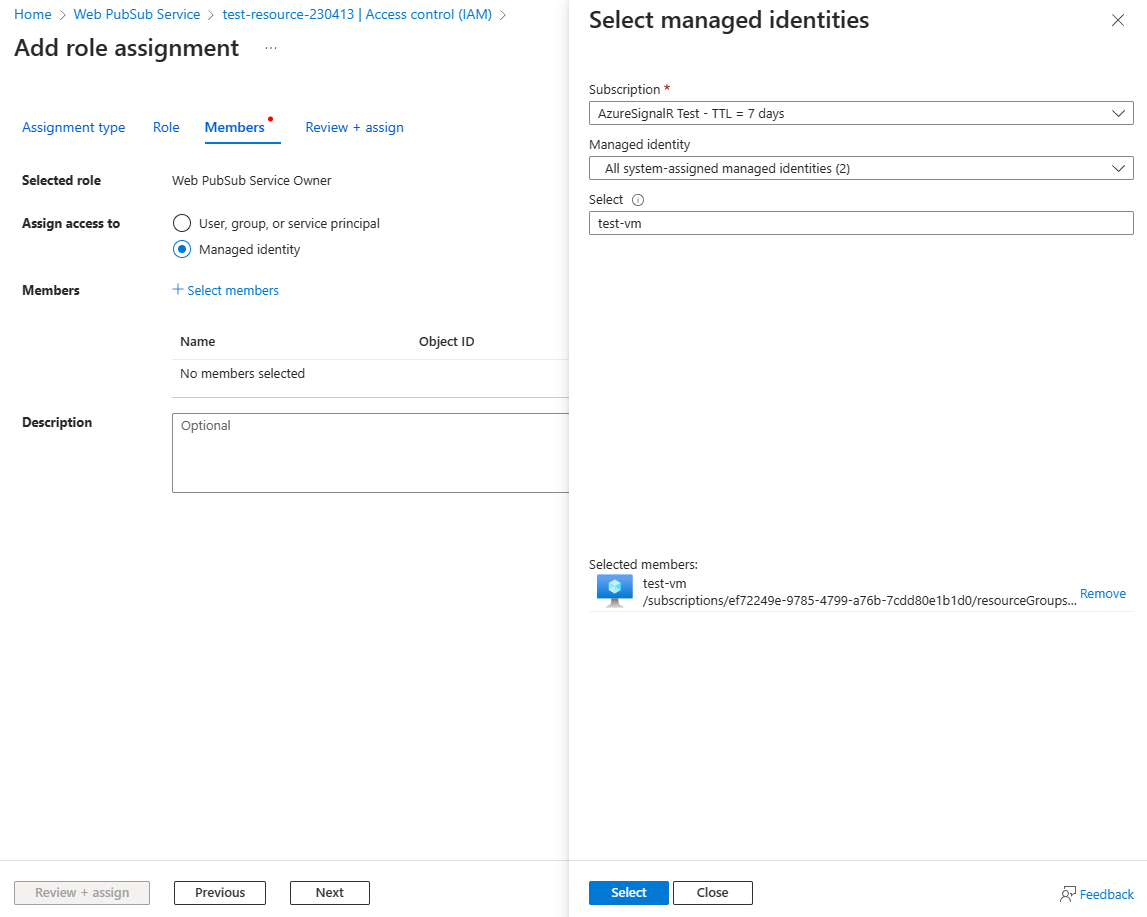 Home > Web PubSub Service > test-resource-230413 | Access control (IAM) >
Add role assignment ...
Assignment type Role Members Review + assign
Selected role Web PubSub Service Owner
Assign access to User, group, or service principal
Managed identity
Members + Select members
Name Object ID
No members selected
Description Optional
Review + assign Previous Next
Select managed identities
Subscription *
AzureSignalR Test - TTL = 7 days
Managed identity
All system-assigned managed identities (2)
Select
test-vm
Selected members:
test-vm
/subscriptions/ef72249e-9785-4799-a76b-7cdd80e1b1d0/resourceGroups...
Remove
Select Close
Feedback